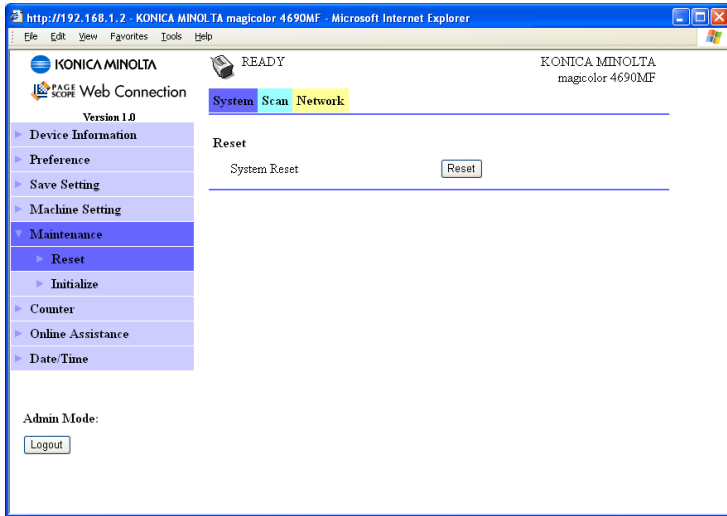 http://192.168.1.2 - KONICA MINOLTA magicolor 4690MF - Microsoft Internet Explorer
File Edit View Favorites Tools Help
KONICA MINOLTA
PAGE SCOPE Web Connection
Version 1.0
READY
KONICA MINOLTA
magicolor 4690MF
System Scan Network
Device Information
Preference
Save Setting
Machine Setting
Maintenance
Reset
Initialize
Counter
Online Assistance
Date/Time
Admin Mode:
Logout
Reset
System Reset
Reset